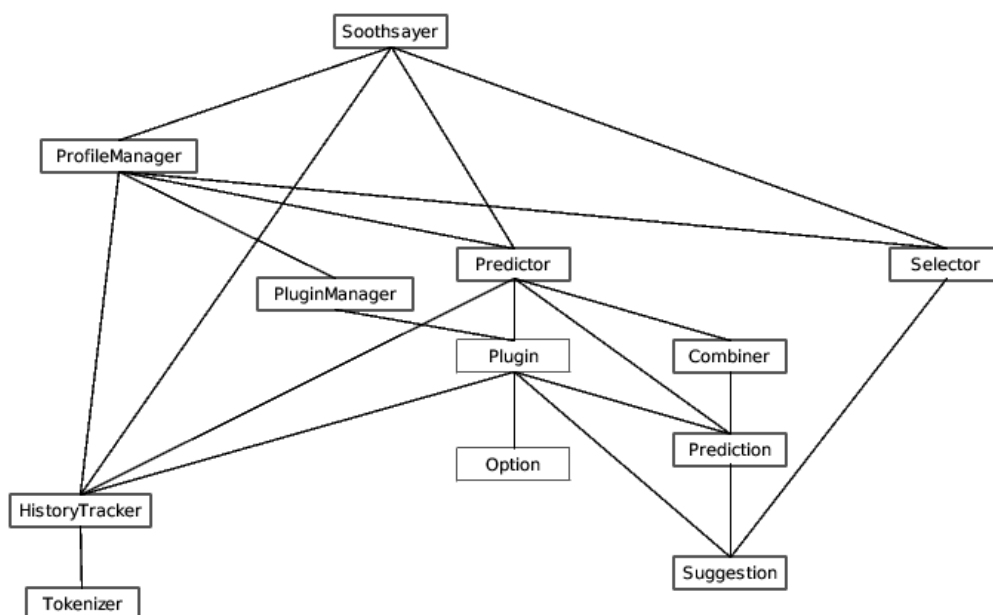 Soothsayer
ProfileManager
Predictor
Selector
PluginManager
Plugin
Combiner
Prediction
Option
HistoryTracker
Suggestion
Tokenizer